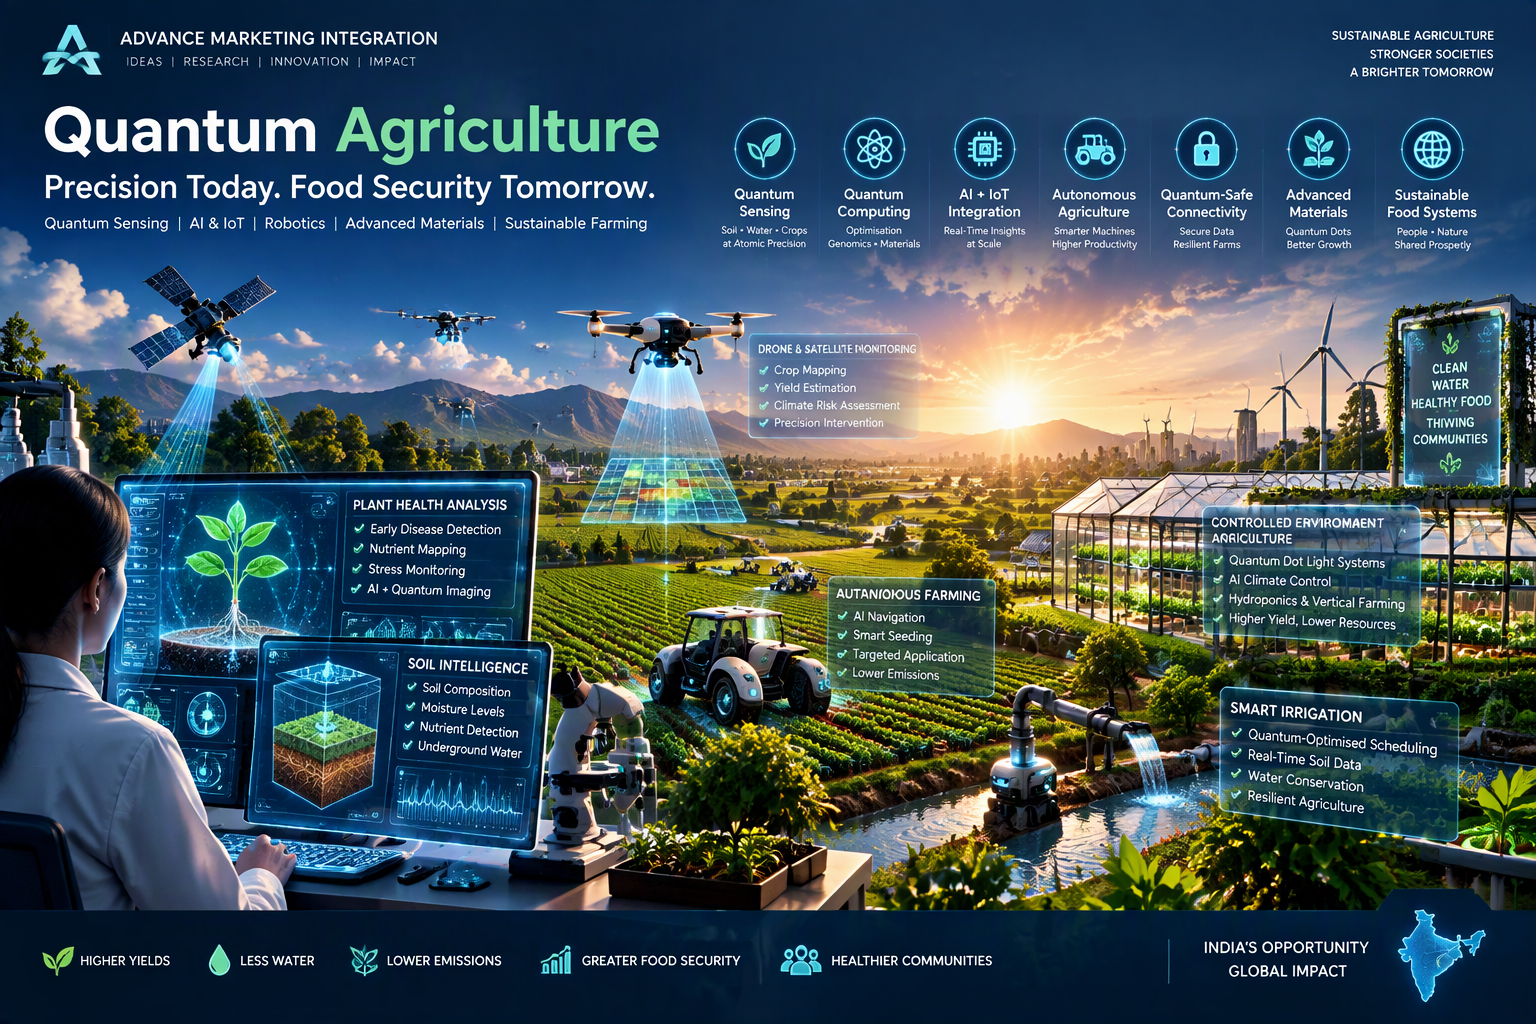 ADVANCE MARKETING INTEGRATION
IDEAS | RESEARCH | INNOVATION | IMPACT
SUSTAINABLE AGRICULTURE
STRONGER SOCIETIES
A BRIGHTER TOMORROW
Quantum Agriculture
Precision Today. Food Security Tomorrow.
Quantum Sensing | AI & IoT | Robotics | Advanced Materials | Sustainable Farming
Quantum
Sensing
Soil • Water • Crops
at Atomic Precision
Quantum
Computing
Optimisation
Genomics • Materials
AI + IoT
Integration
Real-Time Insights
at Scale
Autonomous
Agriculture
Smarter Machines
Higher Productivity
Quantum-Safe
Connectivity
Secure Data
Resilient Farms
Advanced
Materials
Quantum Dots
Better Growth
Sustainable
Food Systems
People • Nature
Shared Prospetly
DRONE & SATELLITE MONITORING
✓ Crop Mapping
✓ Yield Estimation
✓ Climate Risk Assessment
✓ Precision Intervention
CLEAN
WATER
HEALTHY FOOD
THIWING
COMMUNITIES
PLANT HEALTH ANALYSIS
✓ Early Disease Detection
✓ Nutrient Mapping
✓ Stress Monitoring
✓ AI + Quantum Imaging
SOIL INTELLIGENCE
✓ Soil Composition
✓ Moisture Levels
✓ Nutrient Detection
✓ Underground Water
AUTANIOIOUS FARMING
✓ AI Navigation
✓ Smart Seeding
✓ Targeted Application
✓ Lower Emissions
CONTROLLED ENVIROMAENT
AGRICULTURE
✓ Quantum Dot Light Systems
✓ AI Climate Control
✓ Hydroponics & Vertical Farming
✓ Higher Yield, Lower Resources
SMART IRRIGATION
✓ Quantum-Optimised Scheduling
✓ Real-Time Soil Data
✓ Water Conservation
✓ Resilient Agriculture
HIGHER YIELDS
LESS WATER
LOWER EMISSIONS
GREATER FOOD SECURITY
HEALTHIER COMMUNITIES
INDIA'S OPPORTUNITY
GLOBAL IMPACT